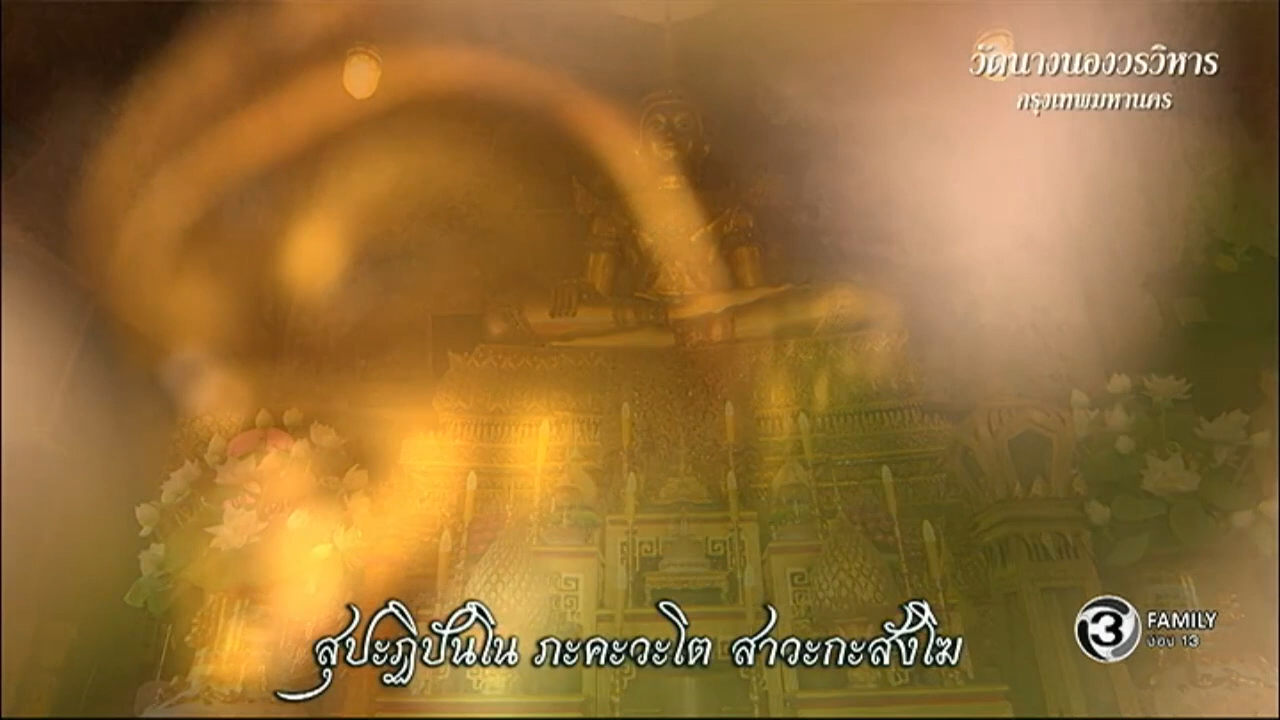 วัดนางนองวรวิหาร
กรุงเทพมหานคร
สุปะฏิปันโน ภะคะวะโต สาวะกะสังโฆ
3 FAMILY
ช่อง 13